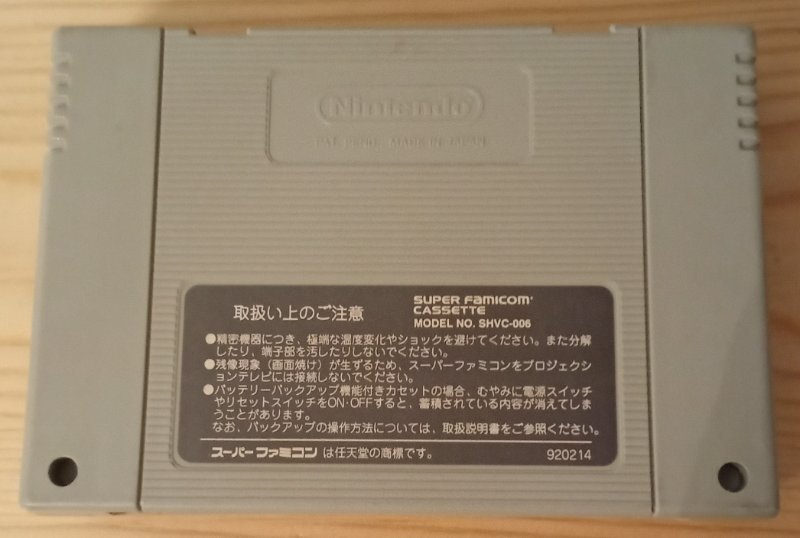 Nintendo
PAT. PEND. MADE IN JAPAN
取扱い上のご注意
SUPER FAMICOM
CASSETTE
MODEL NO. SHVC-006
●精密機器につき、極端な温度変化やショックを避けてください。また分解
したり、端子部を汚したりしないでください。
●残像現象(画面焼け)が生ずるため、スーパーファミコンをプロジェクシ
ョンテレビには接続しないでください。
●バッテリーバックアップ機能付きカセットの場合、むやみに電源スイッチ
やリセットスイッチをON・OFFすると、蓄積されている内容が消えてしま
うことがあります。
なお、バックアップの操作方法については、取扱説明書をご参照ください。
スーパーファミコン は任天堂の商標です。 920214